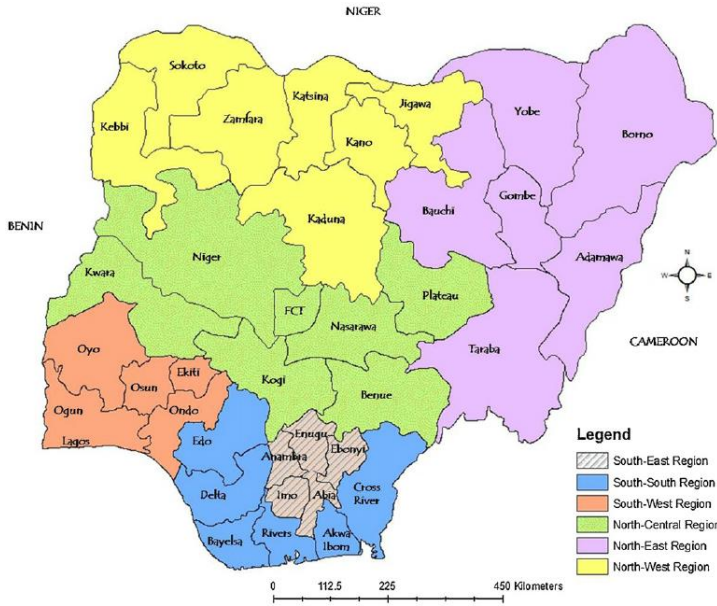 NIGER
Sokoto
Katsina
Jigawa
Yobe
Borno
Kebbi
Zamfara
Kano
Gombe
Bauchi
Kaduna
BENIN
Niger
Adamawa
N
W
E
S
Kwara
Plateau
FCT
Nasarawa
CAMEROON
Oyo
Taraba
Ekiti
Kogi
Osun
Benue
Ogun
Ondo
Lagos
Edo
Enugu
Ebonyi
Anambra
Legend
South-East Region
South-South Region
South-West Region
North-Central Region
North-East Region
North-West Region
Delta
Imo
Abia
Cross
River
Bayelsa
Rivers
Akwa
Ibom
0 112.5 225 450 Kilometers